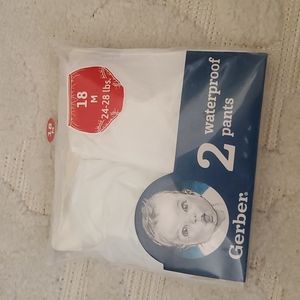 18
M
24-28 lbs.
2
waterproof
pants
Gerber®